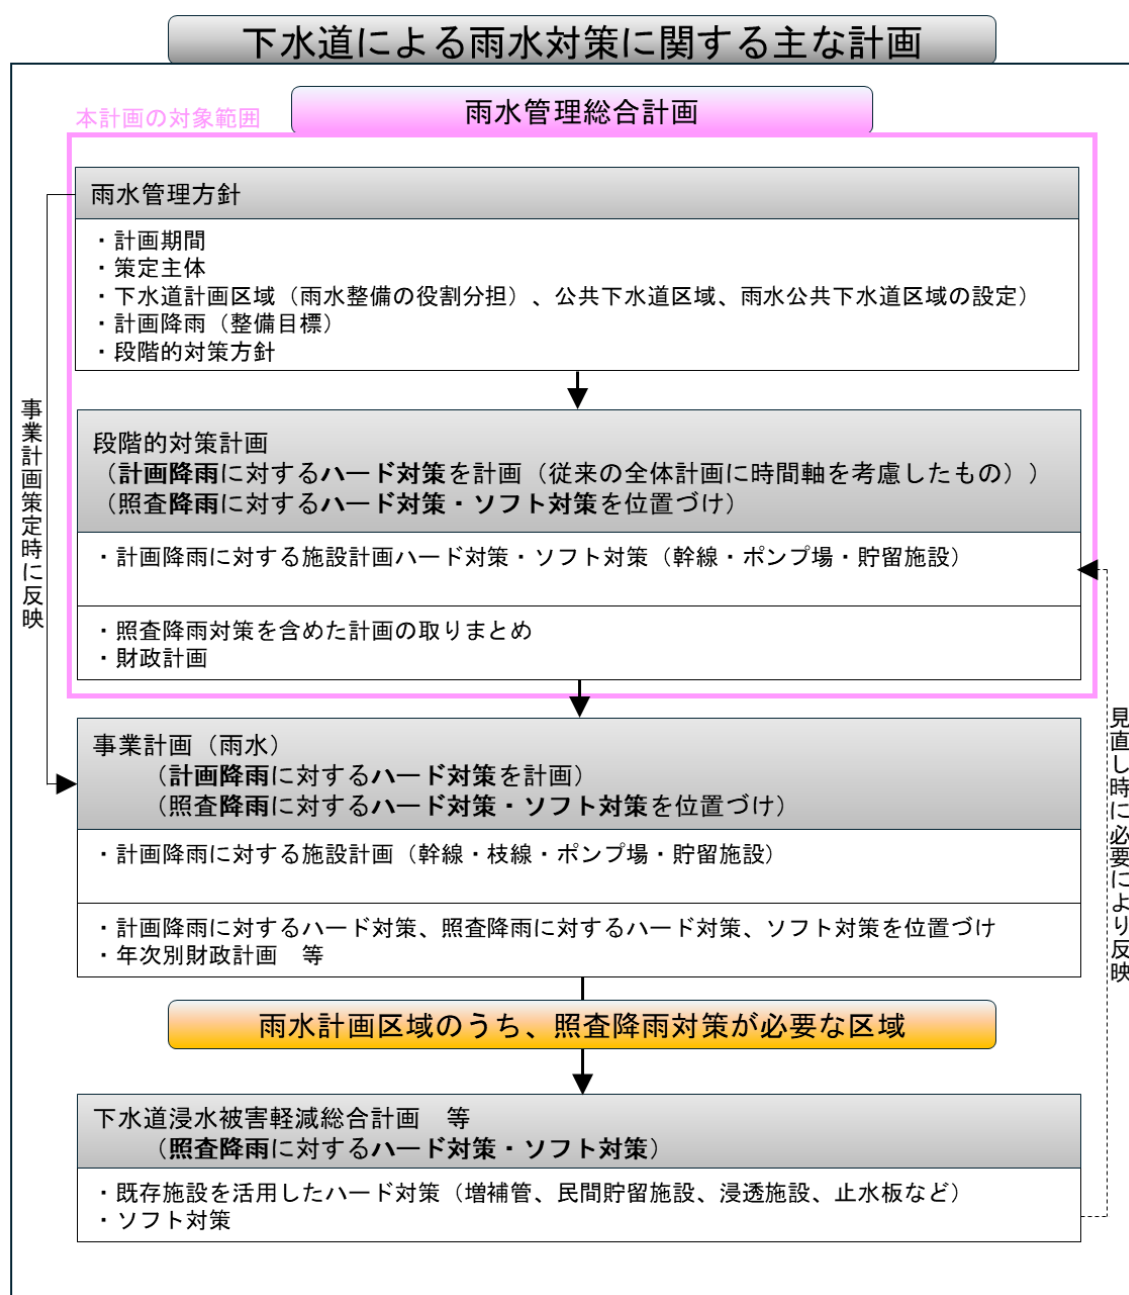 下水道による雨水対策に関する主な計画
雨水管理総合計画
本計画の対象範囲
雨水管理方針
・計画期間
・策定主体
・下水道計画区域（雨水整備の役割分担）、公共下水道区域、雨水公共下水道区域の設定）
・計画降雨（整備目標）
・段階的対策方針
事業計画策定時に反映
段階的対策計画
（計画降雨に対するハード対策を計画（従来の全体計画に時間軸を考慮したもの））
（照査降雨に対するハード対策・ソフト対策を位置づけ）
・計画降雨に対する施設計画ハード対策・ソフト対策（幹線・ポンプ場・貯留施設）
・照査降雨対策を含めた計画の取りまとめ
・財政計画
事業計画（雨水）
（計画降雨に対するハード対策を計画）
（照査降雨に対するハード対策・ソフト対策を位置づけ）
・計画降雨に対する施設計画（幹線・枝線・ポンプ場・貯留施設）
・計画降雨に対するハード対策、照査降雨に対するハード対策、ソフト対策を位置づけ
・年次別財政計画　等
見直し時に必要により反映
雨水計画区域のうち、照査降雨対策が必要な区域
下水道浸水被害軽減総合計画　等
（照査降雨に対するハード対策・ソフト対策）
・既存施設を活用したハード対策（増補管、民間貯留施設、浸透施設、止水板など）
・ソフト対策